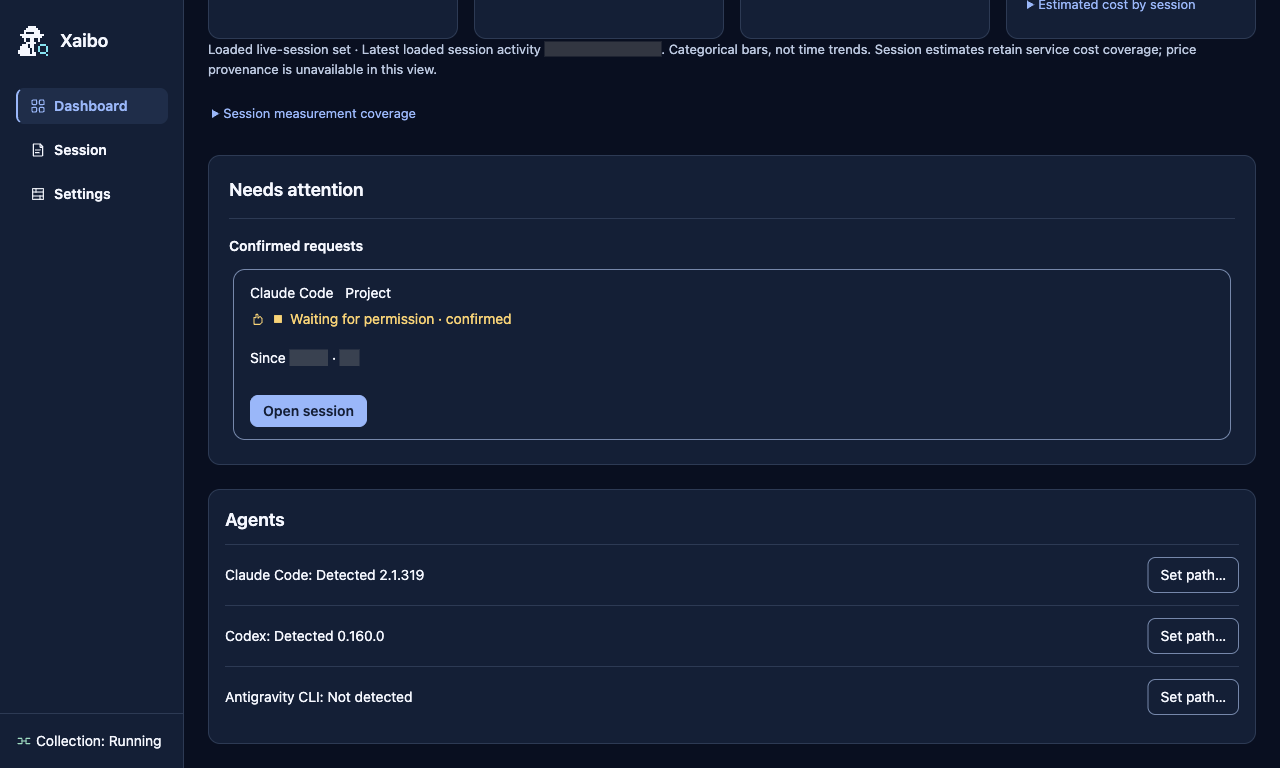 Xaibo
Dashboard
Session
Settings
Collection: Running
▶ Estimated cost by session
Loaded live-session set · Latest loaded session activity . Categorical bars, not time trends. Session estimates retain service cost coverage; price
provenance is unavailable in this view.
▶ Session measurement coverage
Needs attention
Confirmed requests
Claude Code Project
Waiting for permission · confirmed
Since ·
Open session
Agents
Claude Code: Detected 2.1.319
Set path...
Codex: Detected 0.160.0
Set path...
Antigravity CLI: Not detected
Set path...